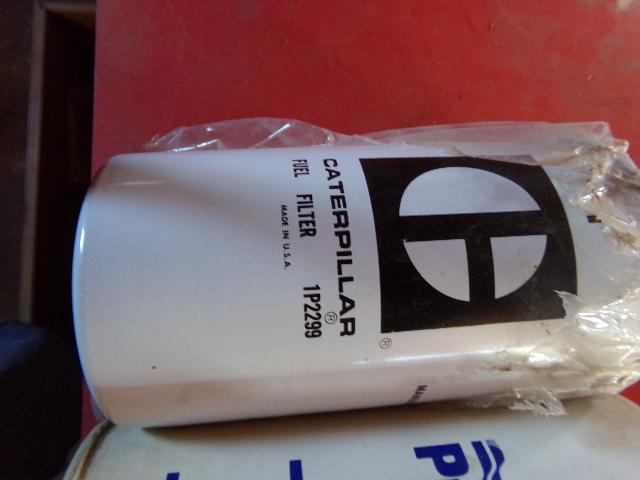 CATERPILLAR®
FUEL FILTER 1P2299
MADE IN U.S.A.
®